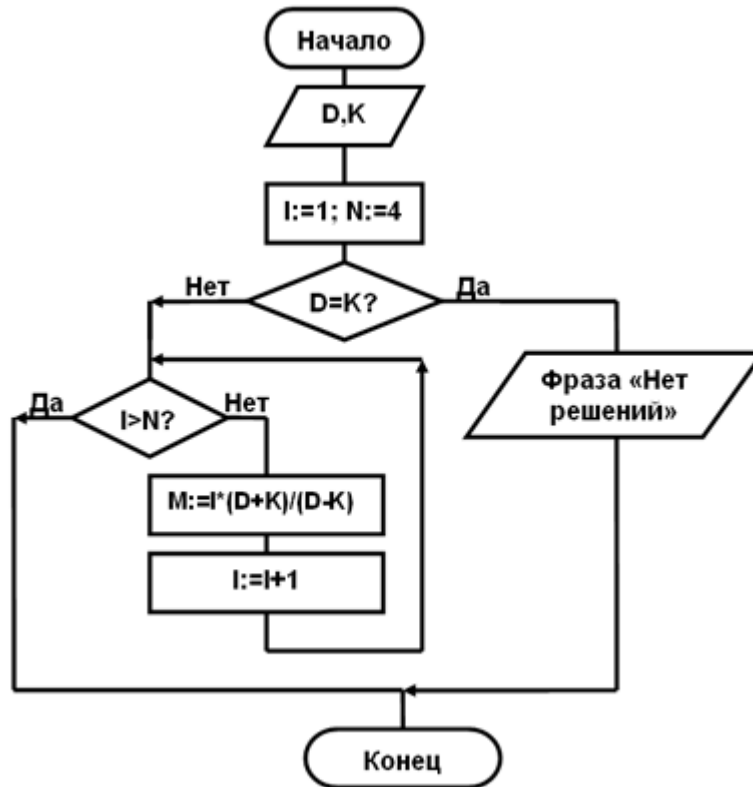 Начало
D,K
I:=1; N:=4
Нет
D=K?
Да
Фраза «Нет
решений»
Да
I>N?
Нет
M:=I*(D+K)/(D-K)
I:=I+1
Конец